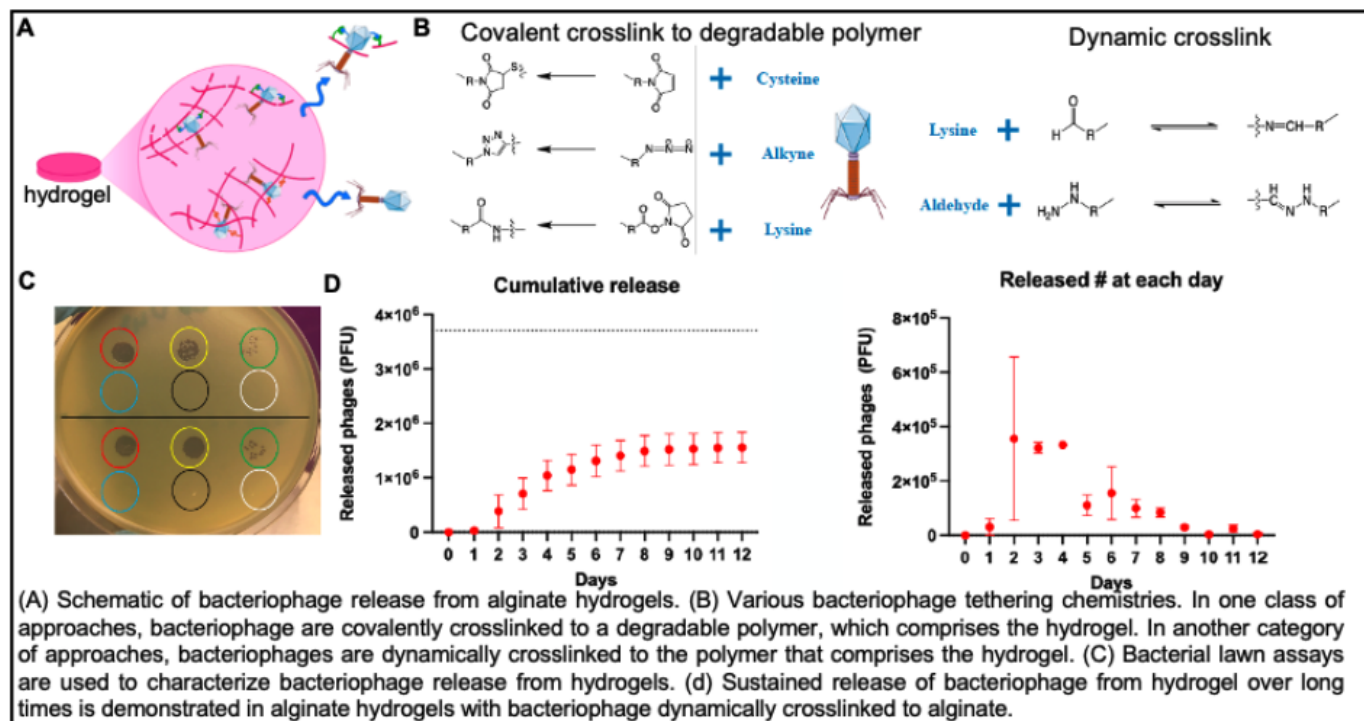 A
hydrogel
B
Covalent crosslink to degradable polymer
Dynamic crosslink
R N O O S
R N O O
+ Cysteine
R N N N
R N N N
+ Alkyne
R O N H
R O O N O O
+ Lysine
Lysine + H O R
N=CH-R
Aldehyde + H₂N H N R
C H N H N R
C
D
Cumulative release
Released phages (PFU)
4×10⁶
3×10⁶
2×10⁶
1×10⁶
0
0 1 2 3 4 5 6 7 8 9 10 11 12
Days
Released # at each day
Released phages (PFU)
8×10⁵
6×10⁵
4×10⁵
2×10⁵
0
0 1 2 3 4 5 6 7 8 9 10 11 12
Days
(A) Schematic of bacteriophage release from alginate hydrogels. (B) Various bacteriophage tethering chemistries. In one class of
approaches, bacteriophage are covalently crosslinked to a degradable polymer, which comprises the hydrogel. In another category
of approaches, bacteriophages are dynamically crosslinked to the polymer that comprises the hydrogel. (C) Bacterial lawn assays
are used to characterize bacteriophage release from hydrogels. (d) Sustained release of bacteriophage from hydrogel over long
times is demonstrated in alginate hydrogels with bacteriophage dynamically crosslinked to alginate.